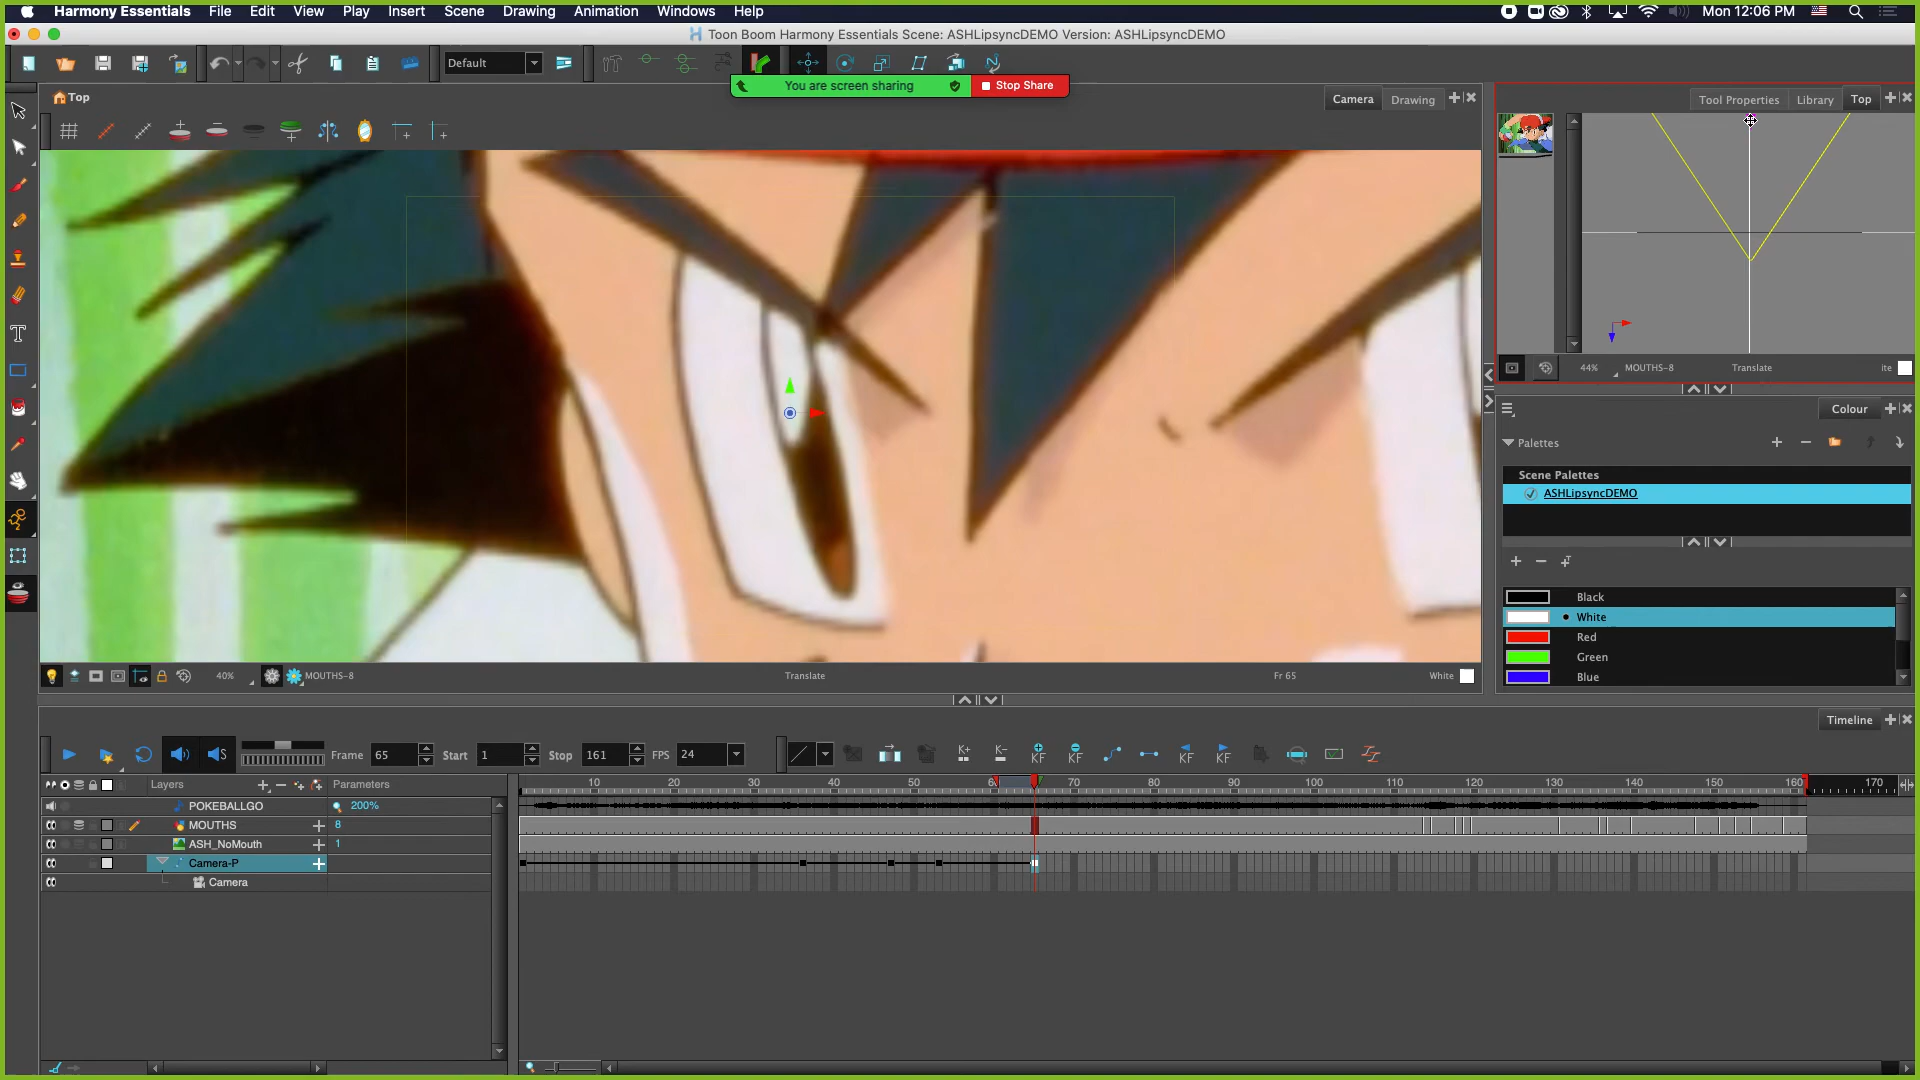 Harmony Essentials File Edit View Play Insert Scene Drawing Animation Windows Help Mon 12:06 PM
Toon Boom Harmony Essentials Scene: ASHLipsyncDEMO Version: ASHLipsyncDEMO
Default
You are screen sharing Stop Share
Top Camera Drawing Tool Properties Library Top
44% MOUTHS-8 Translate ite
Colour
Palettes
Scene Palettes
ASHLipsyncDEMO
Black
White
Red
Green
Blue
40% MOUTHS-8 Translate Fr 65 White
Timeline
Frame 65 Start 1 Stop 161 FPS 24 K+ K- KF KF KF KF
Layers Parameters 10 20 30 40 50 6 70 80 90 100 110 120 130 140 150 160 170
POKEBALLGO 200%
MOUTHS 8
ASH_NoMouth 1
Camera-P
Camera